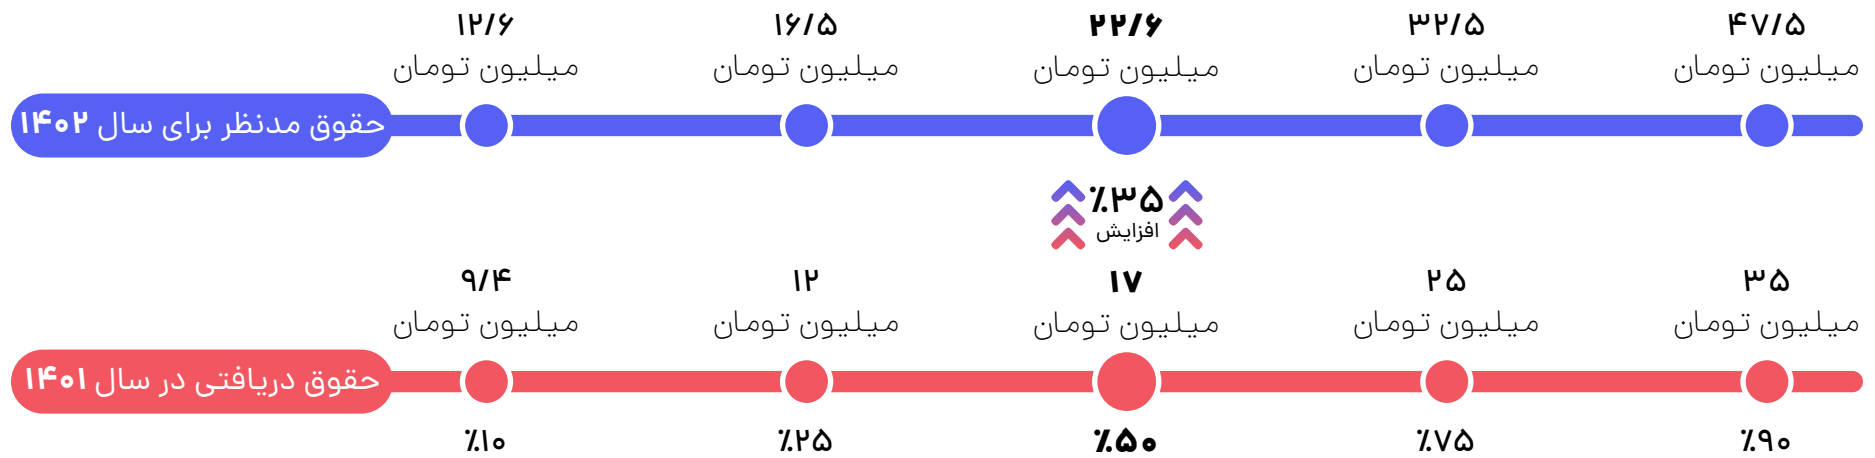 ۱۲/۶ ۱۶/۵ ۲۲/۶ ۳۲/۵ ۴۷/۵
میلیون تومان میلیون تومان میلیون تومان میلیون تومان میلیون تومان
حقوق مدنظر برای سال ۱۴۰۲
٪۳۵
افزایش
۹/۴ ۱۲ ۱۷ ۲۵ ۳۵
میلیون تومان میلیون تومان میلیون تومان میلیون تومان میلیون تومان
حقوق دریافتی در سال ۱۴۰۱
٪۱۰ ٪۲۵ ٪۵۰ ٪۷۵ ٪۹۰